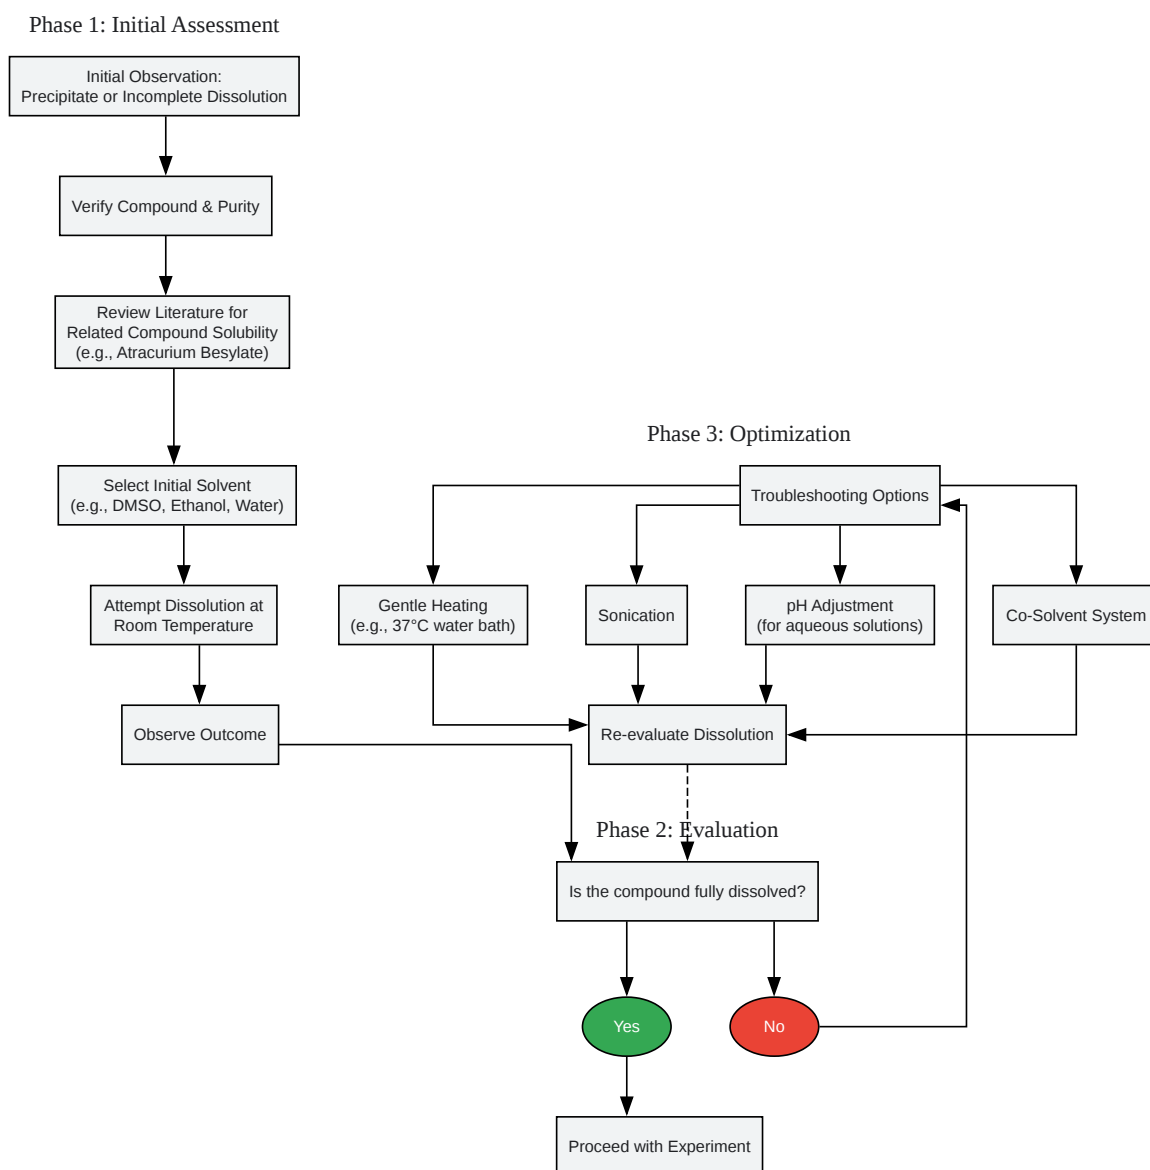 Phase 1: Initial Assessment
Initial Observation:
Precipitate or Incomplete Dissolution
Verify Compound & Purity
Review Literature for
Related Compound Solubility
(e.g., Atracurium Besylate)
Select Initial Solvent
(e.g., DMSO, Ethanol, Water)
Attempt Dissolution at
Room Temperature
Observe Outcome
Phase 3: Optimization
Troubleshooting Options
Gentle Heating
(e.g., 37°C water bath)
Sonication
pH Adjustment
(for aqueous solutions)
Co-Solvent System
Re-evaluate Dissolution
Phase 2: Evaluation
Is the compound fully dissolved?
Yes
No
Proceed with Experiment